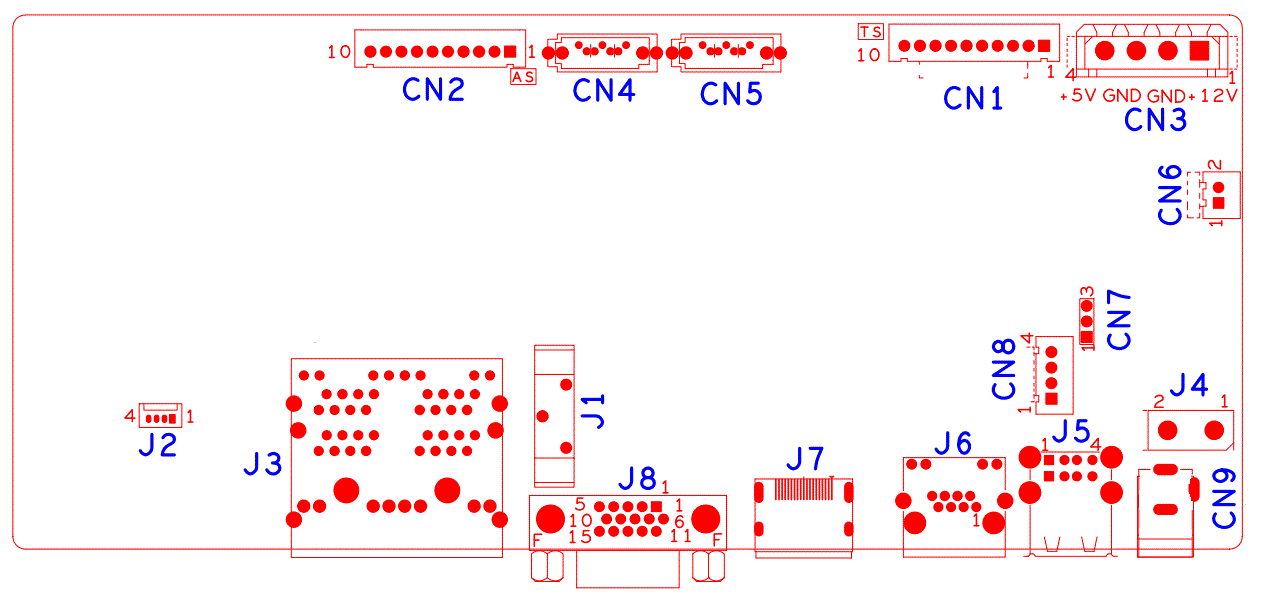 10 1 AS
CN2
CN4
CN5
TS
10 1
CN1
4 1
+5V GND GND +12V
CN3
2
CN6
1
3
CN7
1
4
CN8
1
J4
2 1
4 1
J2
J3
J1
J5
1 4
J6
1
J7
J8
1
5 1
10 6
15 11
F F
CN9